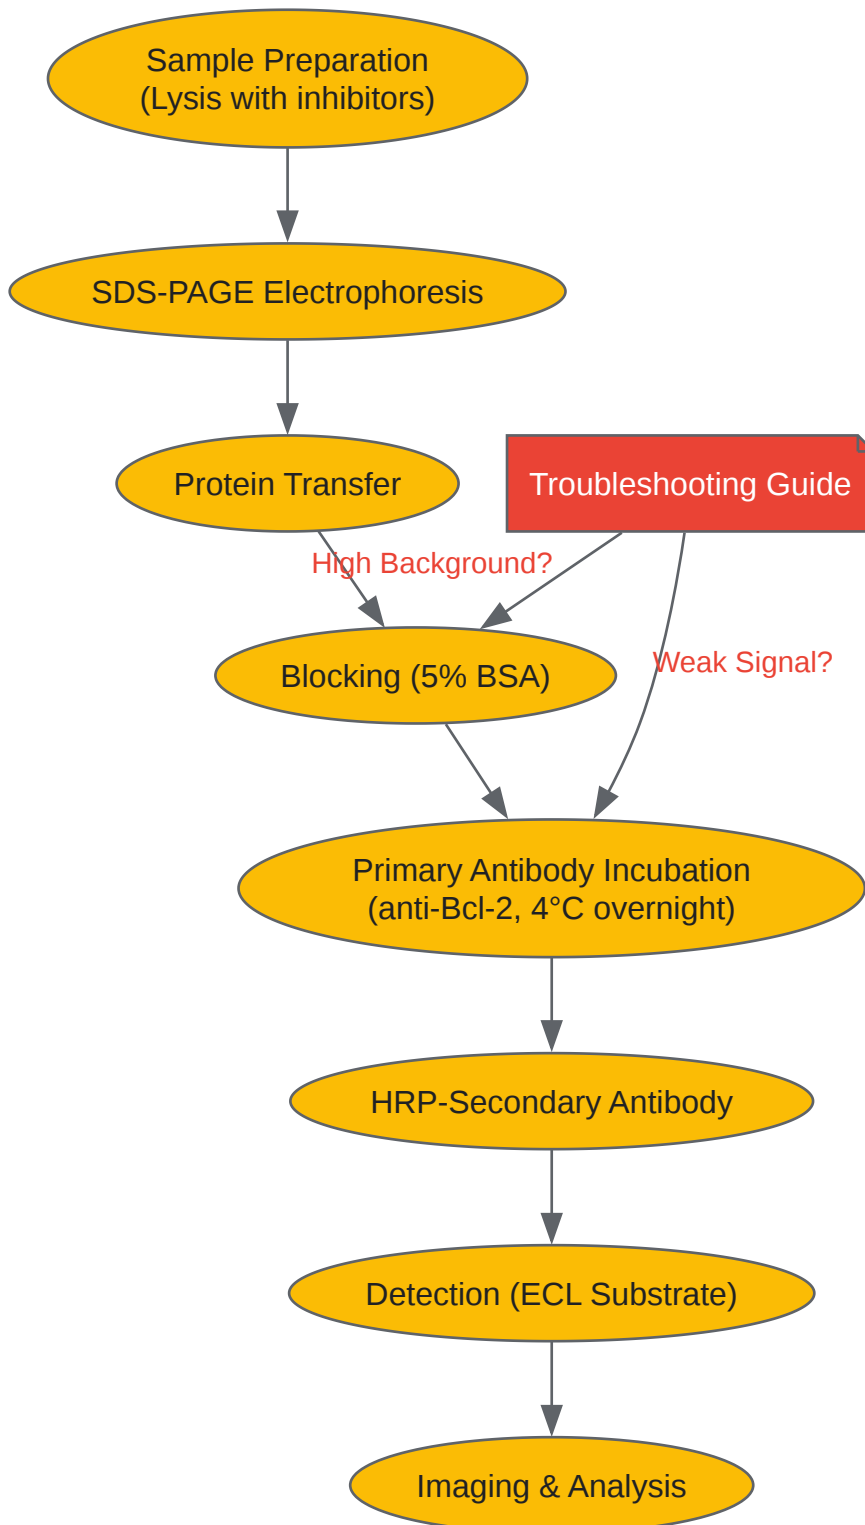 Sample Preparation
(Lysis with inhibitors)
SDS-PAGE Electrophoresis
Protein Transfer
Troubleshooting Guide
High Background?
Weak Signal?
Blocking (5% BSA)
Primary Antibody Incubation
(anti-Bcl-2, 4°C overnight)
HRP-Secondary Antibody
Detection (ECL Substrate)
Imaging & Analysis